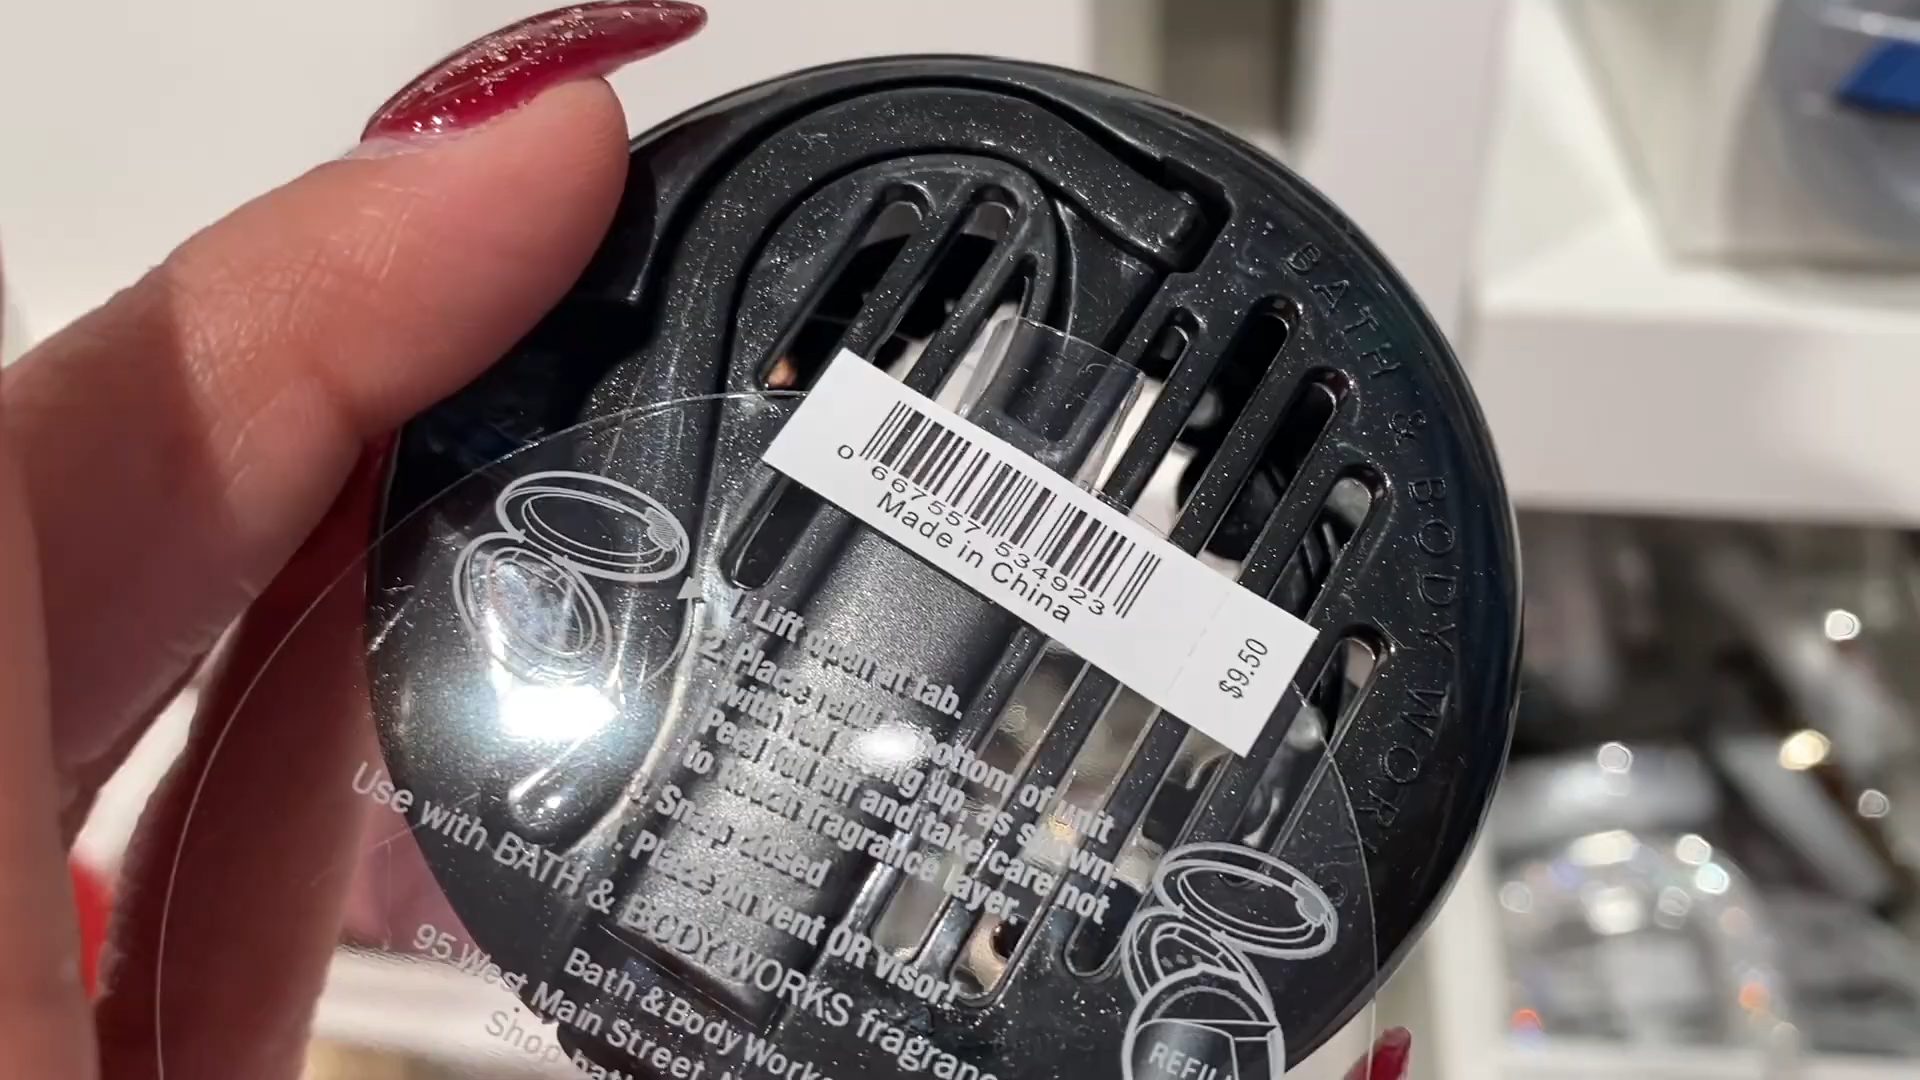 BATH & BODY WORKS
0 667557 534923
Made in China
$9.50
1. Lift open at tab.
2. Place refill bottom of unit
with facing up, as shown.
Peel foil off and take care not
to touch fragrance layer.
3. Snap closed
4. Place on vent OR visor!
Use with BATH & BODY WORKS
Bath & Body Works
95 West Main Street,
Shop
REFILL